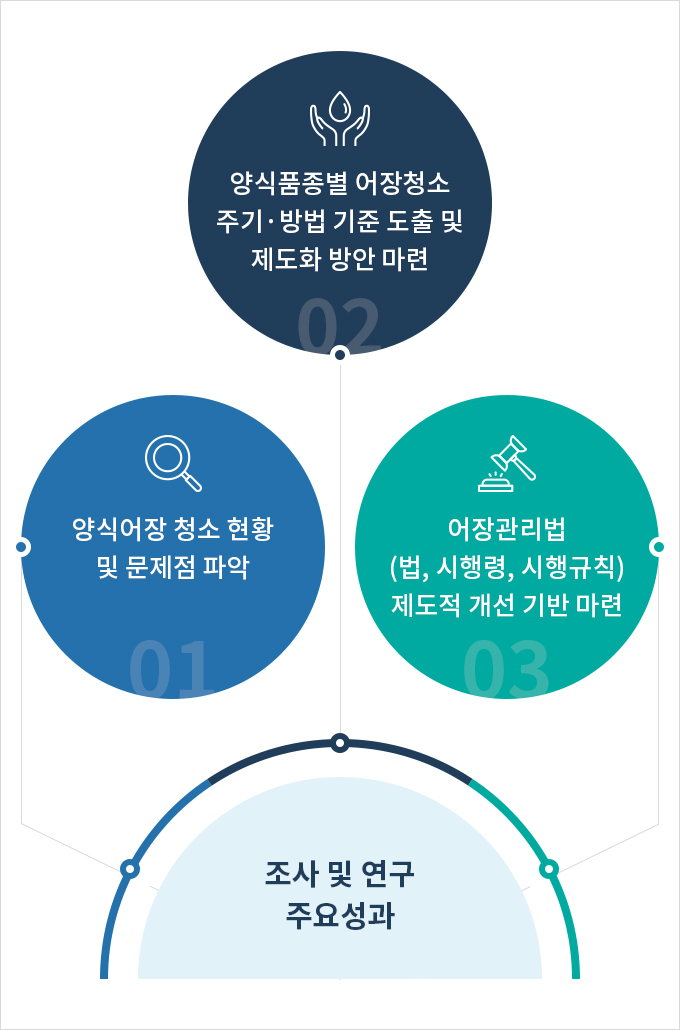 양식품종별 어장청소
주기·방법 기준 도출 및
제도화 방안 마련
02
양식어장 청소 현황
및 문제점 파악
01
어장관리법
(법, 시행령, 시행규칙)
제도적 개선 기반 마련
03
조사 및 연구
주요성과